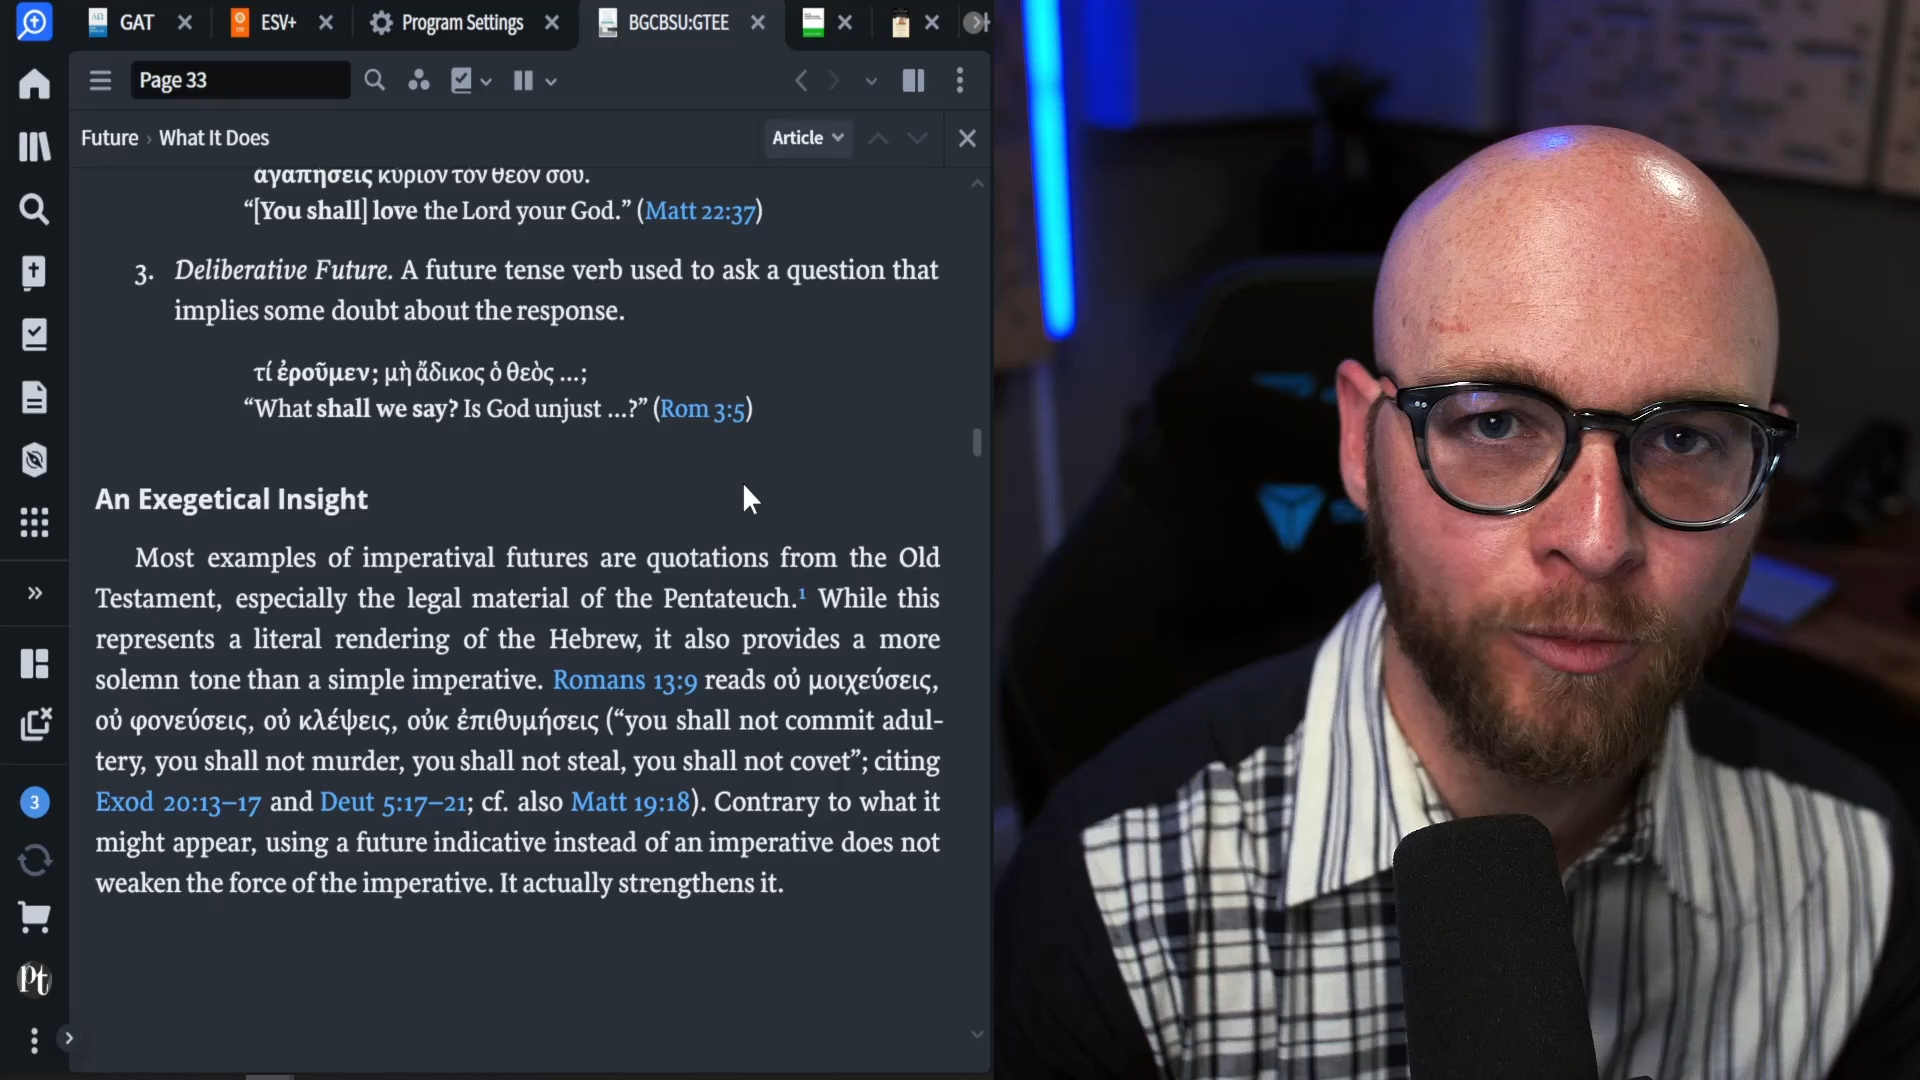 GAT
ESV+
Program Settings
BGCBSU:GTEE
Page 33
Future › What It Does
Article
ἀγαπήσεις κύριον τὸν θεόν σου.
“[You shall] love the Lord your God.” (Matt 22:37)
3. Deliberative Future. A future tense verb used to ask a question that
implies some doubt about the response.
τί ἐροῦμεν; μὴ ἄδικος ὁ θεὸς ...;
“What shall we say? Is God unjust ...?” (Rom 3:5)
An Exegetical Insight
Most examples of imperatival futures are quotations from the Old
Testament, especially the legal material of the Pentateuch.¹ While this
represents a literal rendering of the Hebrew, it also provides a more
solemn tone than a simple imperative. Romans 13:9 reads οὐ μοιχεύσεις,
οὐ φονεύσεις, οὐ κλέψεις, οὐκ ἐπιθυμήσεις (“you shall not commit adul-
tery, you shall not murder, you shall not steal, you shall not covet”; citing
Exod 20:13–17 and Deut 5:17–21; cf. also Matt 19:18). Contrary to what it
might appear, using a future indicative instead of an imperative does not
weaken the force of the imperative. It actually strengthens it.
3
Pt